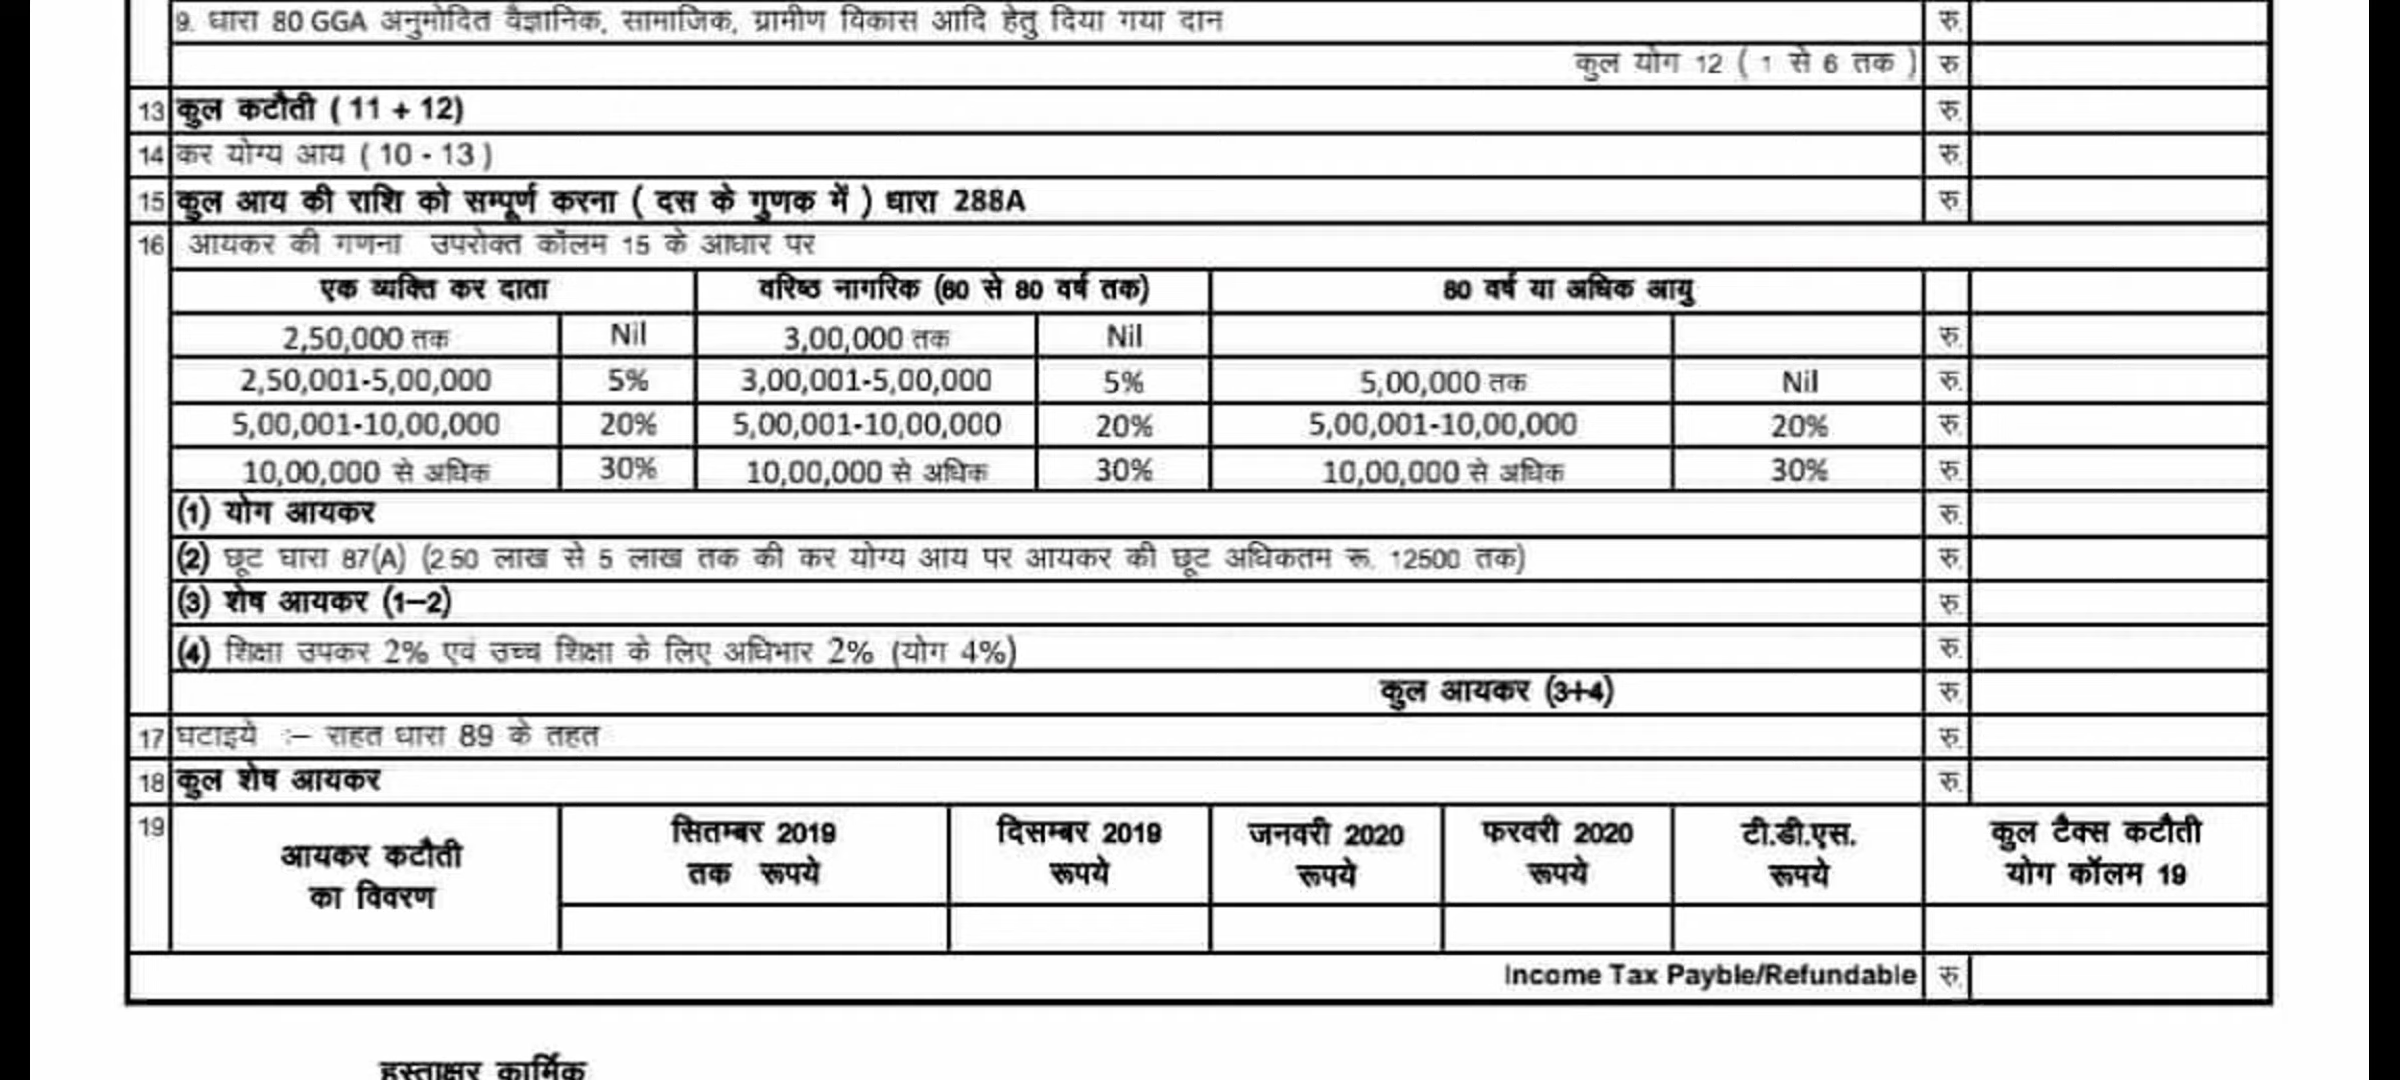 9. धारा 80 GGA अनुमोदित वैज्ञानिक, सामाजिक, ग्रामीण विकास आदि हेतु दिया गया दान रु.
कुल योग 12 ( 1 से 6 तक ) रु
13 कुल कटौती ( 11 + 12) रु.
14 कर योग्य आय ( 10 - 13 ) रु.
15 कुल आय की राशि को सम्पूर्ण करना ( दस के गुणक में ) धारा 288A रु.
16 आयकर की गणना उपरोक्त कॉलम 15 के आधार पर
एक व्यक्ति कर दाता वरिष्ठ नागरिक (60 से 80 वर्ष तक) 80 वर्ष या अधिक आयु
2,50,000 तक Nil 3,00,000 तक Nil रु.
2,50,001-5,00,000 5% 3,00,001-5,00,000 5% 5,00,000 तक Nil रु.
5,00,001-10,00,000 20% 5,00,001-10,00,000 20% 5,00,001-10,00,000 20% रु.
10,00,000 से अधिक 30% 10,00,000 से अधिक 30% 10,00,000 से अधिक 30% रु.
(1) योग आयकर रु.
(2) छूट धारा 87(A) (2.50 लाख से 5 लाख तक की कर योग्य आय पर आयकर की छूट अधिकतम रू. 12500 तक) रु.
(3) शेष आयकर (1–2) रु.
(4) शिक्षा उपकर 2% एवं उच्च शिक्षा के लिए अधिभार 2% (योग 4%) रु.
कुल आयकर (3+4) रु.
17 घटाइये :– राहत धारा 89 के तहत रु.
18 कुल शेष आयकर रु.
19 आयकर कटौती का विवरण
सितम्बर 2019 दिसम्बर 2019 जनवरी 2020 फरवरी 2020 टी.डी.एस. कुल टैक्स कटौती
तक रूपये रूपये रूपये रूपये रूपये योग कॉलम 19
Income Tax Payble/Refundable रु.
हस्ताक्षर कार्मिक